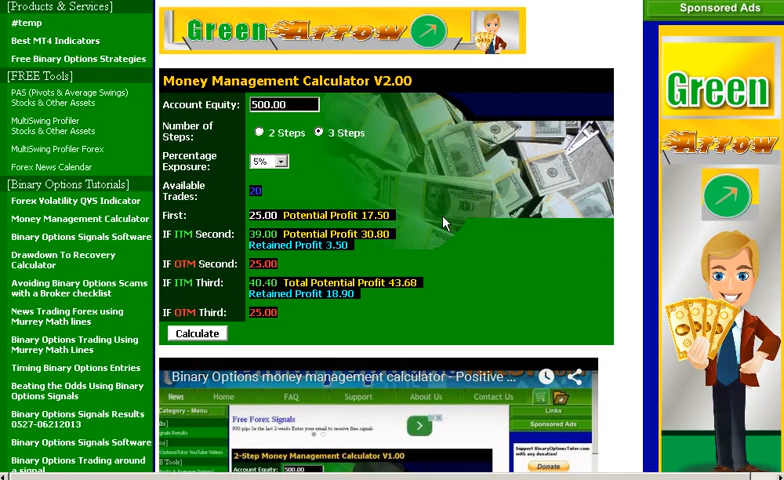 [Products & Services]
#temp
Best MT4 Indicators
Free Binary Options Strategies
[FREE Tools]
PAS (Pivots & Average Swings)
Stocks & Other Assets
MultiSwing Profiler
Stocks & Other Assets
MultiSwing Profiler Forex
Forex News Calendar
[Binary Options Tutorials]
Forex Volatility QVS Indicator
Money Management Calculator
Binary Options Signals Software
Drawdown To Recovery
Calculator
Avoiding Binary Options Scams
with a Broker checklist
News Trading Forex using
Murrey Math lines
Binary Options Trading Using
Murrey Math Lines
Timing Binary Options Entries
Beating the Odds Using Binary
Options Signals
Binary Options Signals Results
0527-06212013
Binary Options Signals Software
Binary Options Trading around
a signal
Green Arrow
Money Management Calculator V2.00
Account Equity: 500.00
Number of
Steps: 2 Steps 3 Steps
Percentage
Exposure: 5%
Available
Trades: 20
First: 25.00 Potential Profit 17.50
IF ITM Second: 39.00 Potential Profit 30.80
Retained Profit 3.50
IF OTM Second: 25.00
IF ITM Third: 40.40 Total Potential Profit 43.68
Retained Profit 18.90
IF OTM Third: 25.00
Calculate
Binary Options money management calculator - Positive ...
News Home FAQ Support About Us Contact Us
Category - Menu
Free Forex Signals
2-Step Money Management Calculator V1.00
Account Equity: 500.00
Links
Sponsored Ads
Support BinaryOptionsTutor.com
Donate
Sponsored Ads
Green
Arrow